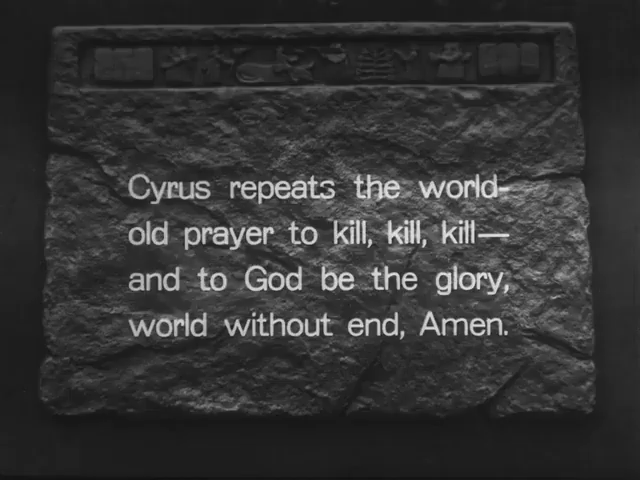 Cyrus repeats the world-
old prayer to kill, kill, kill—
and to God be the glory,
world without end, Amen.